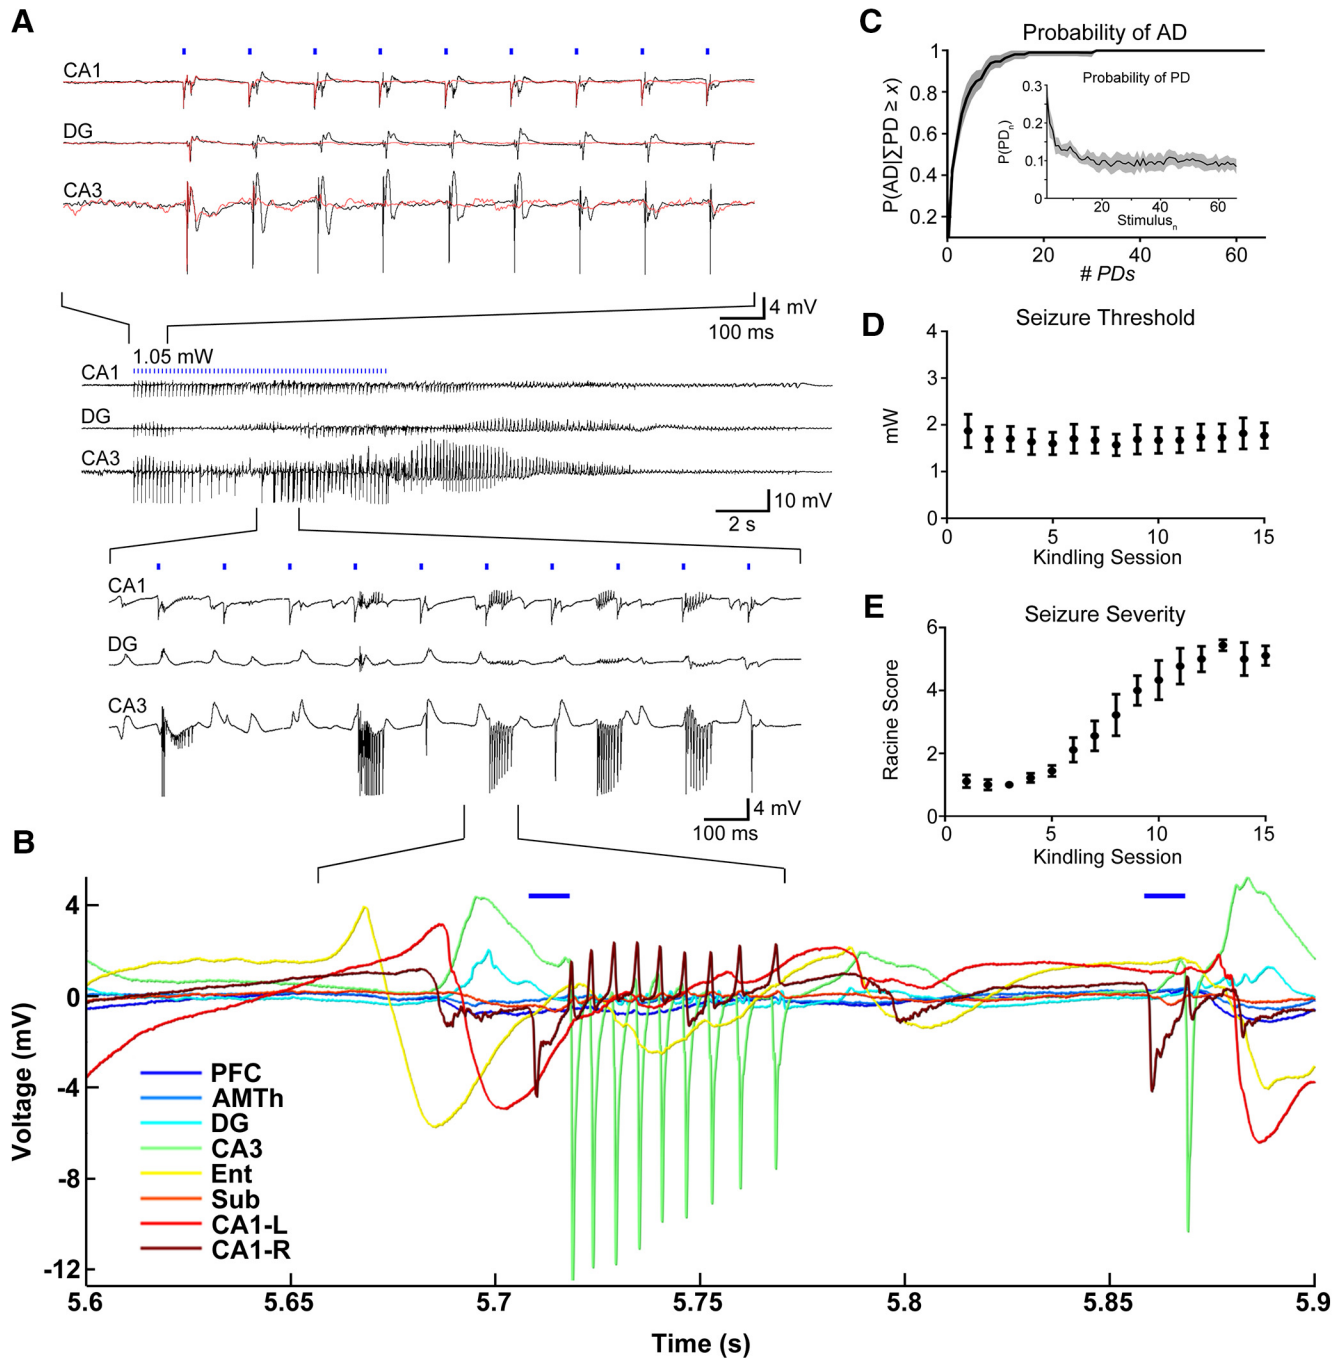 A
CA1
DG
CA3
4 mV
100 ms
1.05 mW
CA1
DG
CA3
10 mV
2 s
CA1
DG
CA3
4 mV
100 ms
B
4
0
-4
-8
-12
Voltage (mV)
PFC
AMTh
DG
CA3
Ent
Sub
CA1-L
CA1-R
5.6 5.65 5.7 5.75 5.8 5.85 5.9
Time (s)
C
Probability of AD
1
0.8
0.6
0.4
0.2
P(AD|∑PD ≥ x)
0 20 40 60
# PDs
Probability of PD
0.3
0.2
0.1
0
P(PDn)
20 40 60
Stimulusn
D
Seizure Threshold
4
3
2
1
0
mW
0 5 10 15
Kindling Session
E
Seizure Severity
6
4
2
0
Racine Score
0 5 10 15
Kindling Session